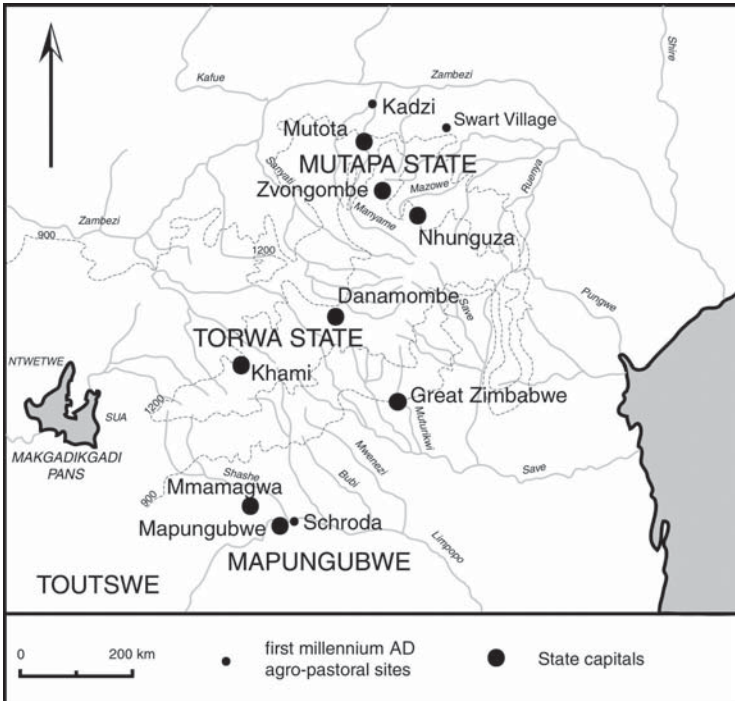 Kafue
Zambezi
Shire
Kadzi
Swart Village
Mutota
MUTAPA STATE
Sanyati
Zvongombe
Mazowe
Ruenya
Manyame
Nhunguza
Zambezi
900
1200
Danamombe
Save
Pungwe
TORWA STATE
NTWETWE
Khami
Great Zimbabwe
1200
SUA
Muturikwi
MAKGADIKGADI
PANS
Mwenezi
Save
Shashe
Bubi
900
Mmamagwa
Mapungubwe
Schroda
Limpopo
MAPUNGUBWE
TOUTSWE
0
200 km
first millennium AD
agro-pastoral sites
State capitals